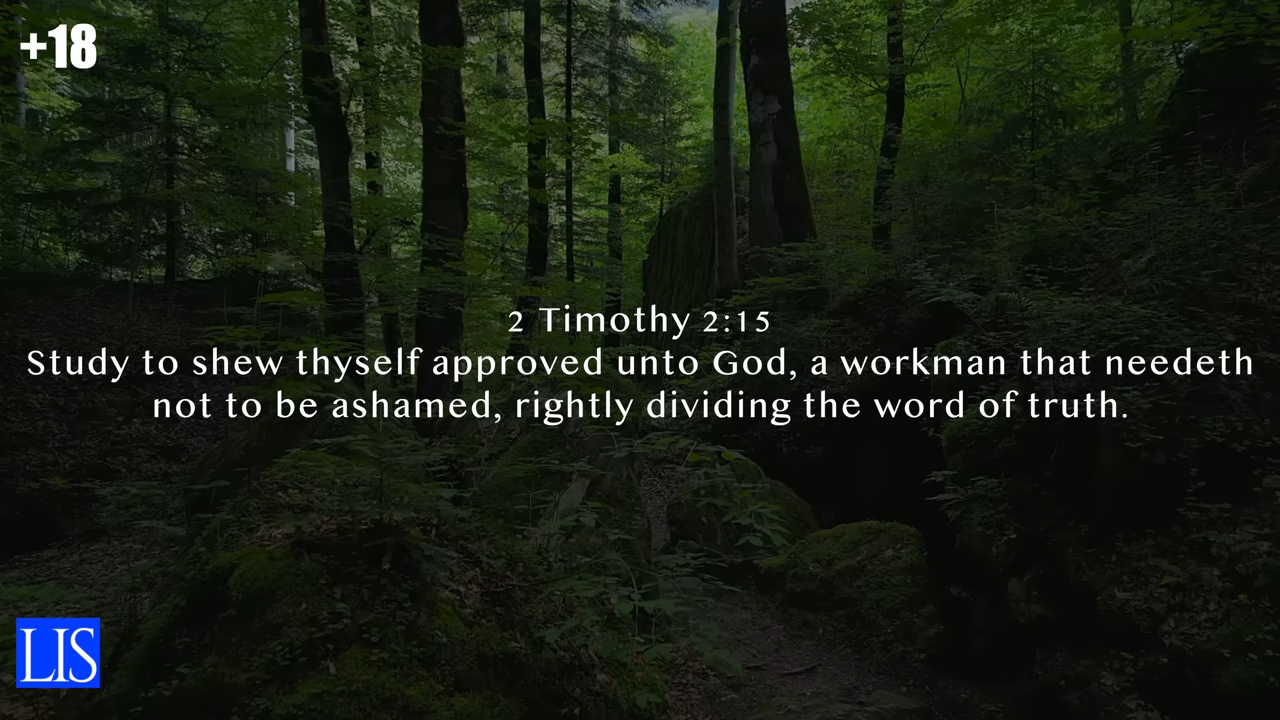 +18
2 Timothy 2:15
Study to shew thyself approved unto God, a workman that needeth
not to be ashamed, rightly dividing the word of truth.
LIS